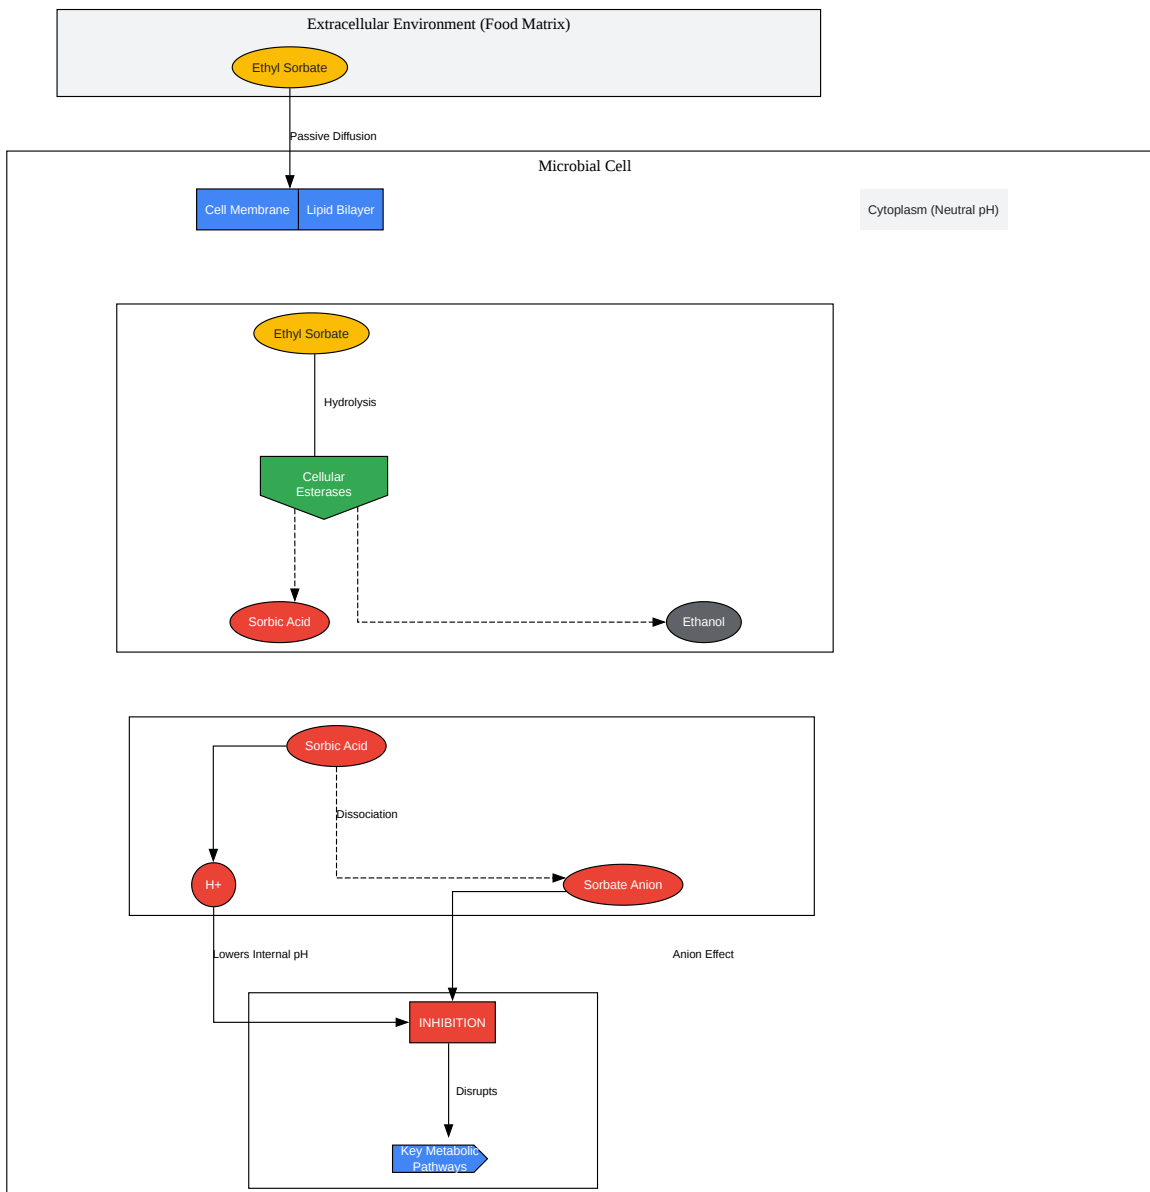 Extracellular Environment (Food Matrix)
Ethyl Sorbate
Passive Diffusion
Microbial Cell
Cell Membrane
Lipid Bilayer
Cytoplasm (Neutral pH)
Ethyl Sorbate
Hydrolysis
Cellular
Esterases
Sorbic Acid
Ethanol
Sorbic Acid
Dissociation
H+
Sorbate Anion
Lowers Internal pH
Anion Effect
INHIBITION
Disrupts
Key Metabolic
Pathways